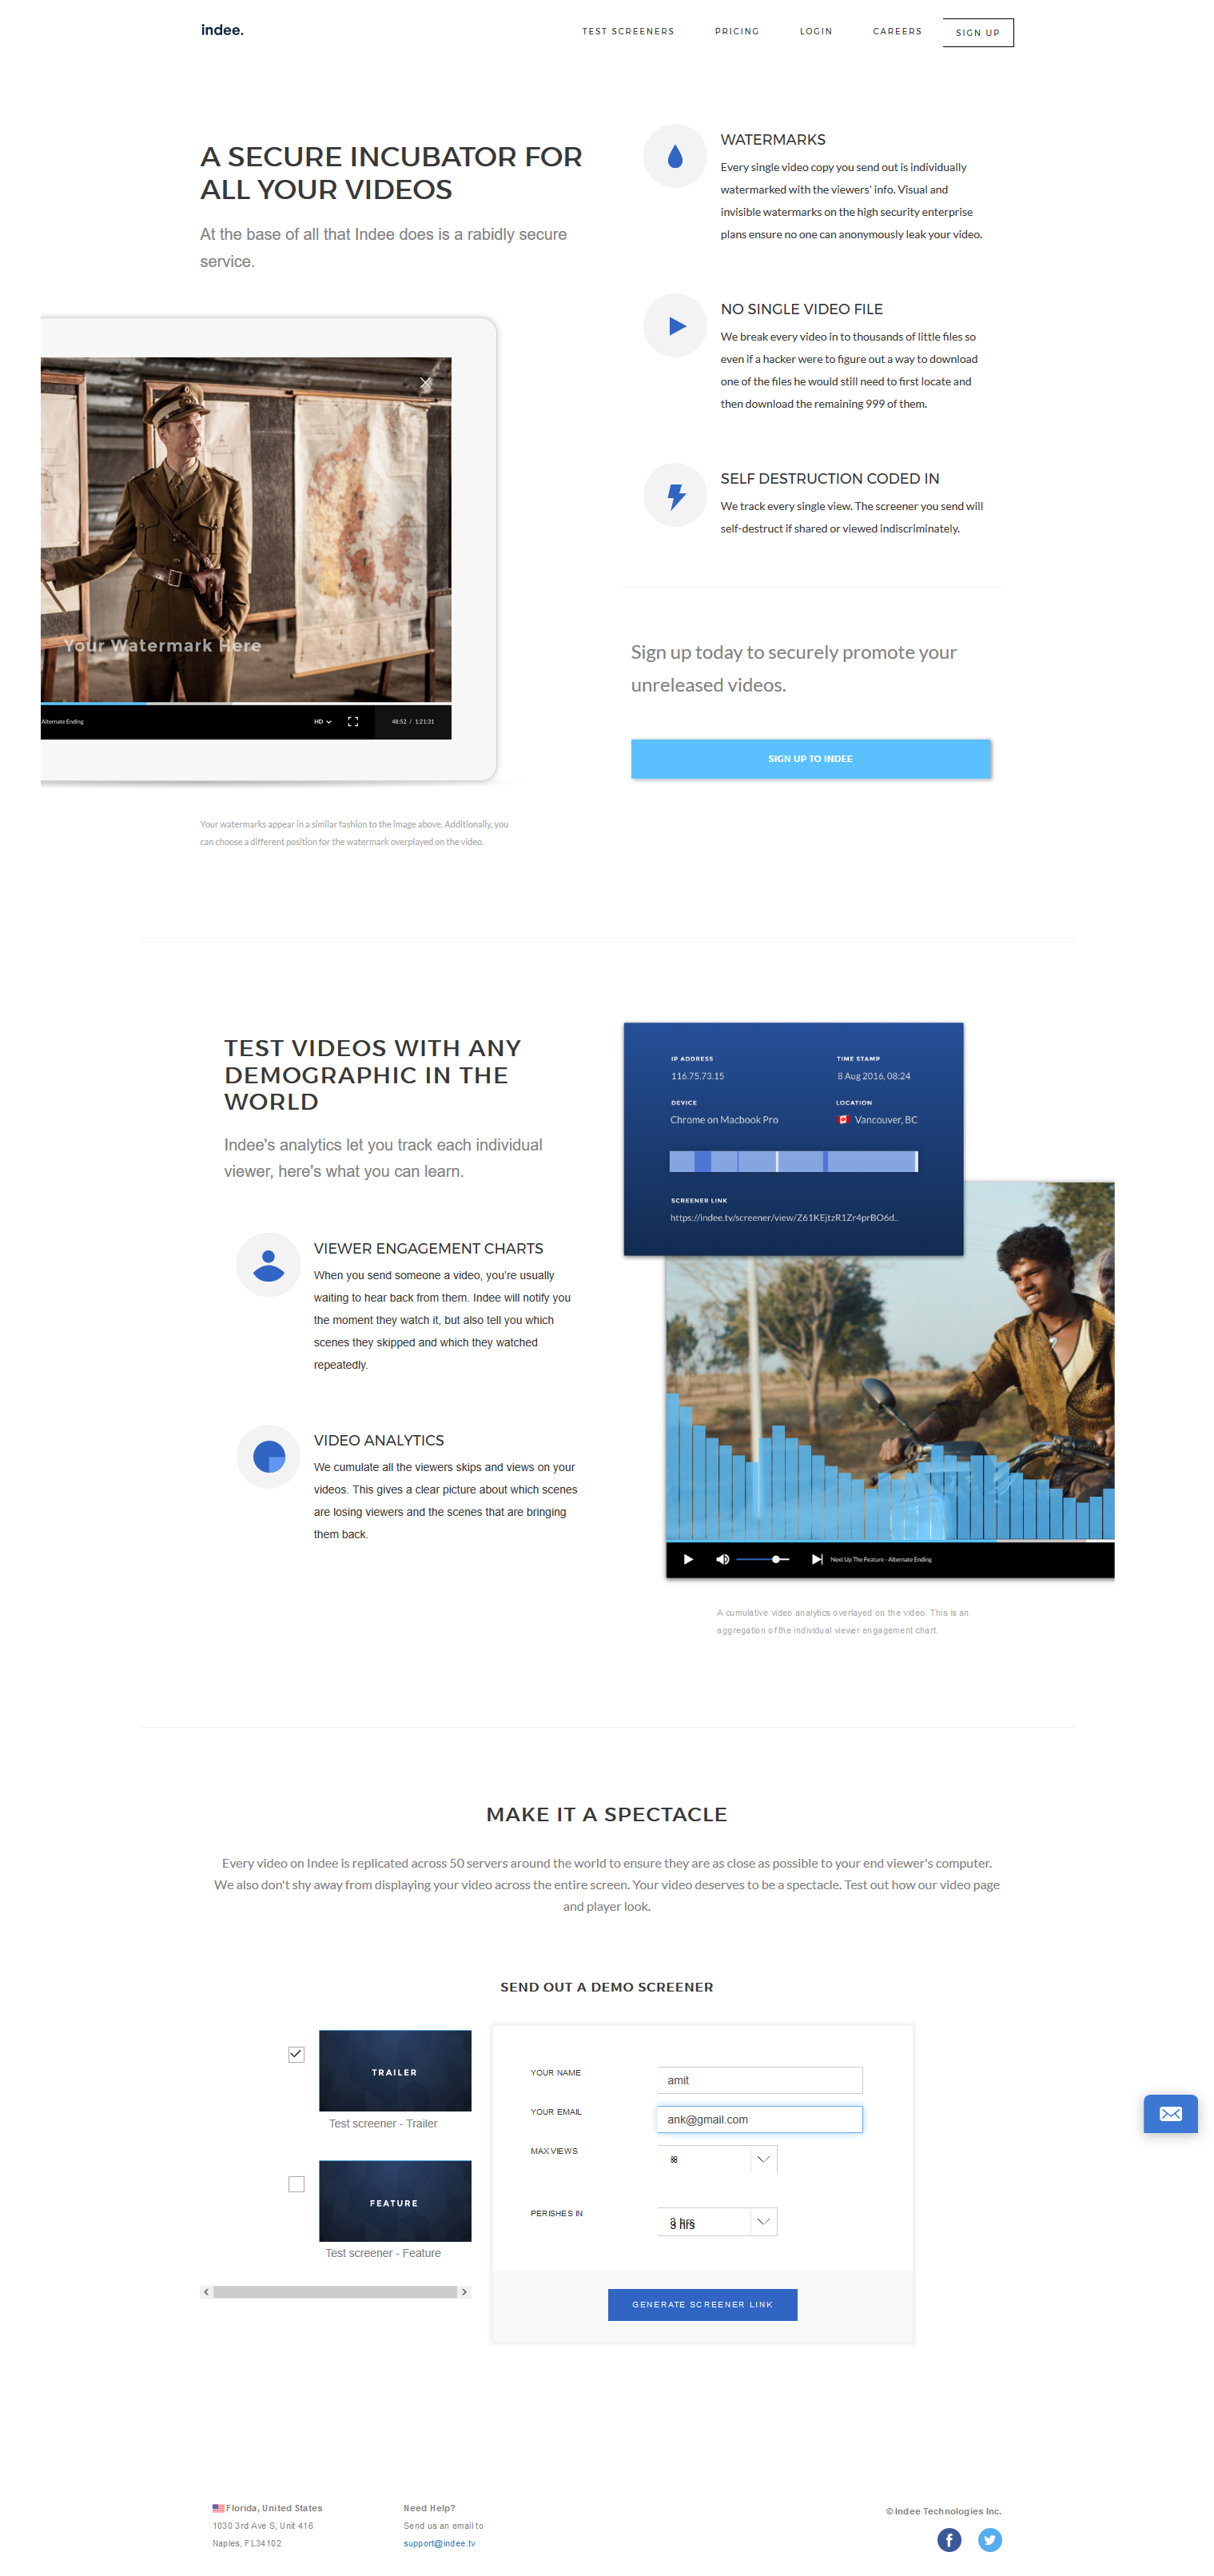 indee.
TEST SCREENERS
PRICING
LOGIN
CAREERS
SIGN UP
A SECURE INCUBATOR FOR
ALL YOUR VIDEOS
At the base of all that Indee does is a rabidly secure
service.
Your Watermark Here
Alternate Ending
HD
48:52 / 1:21:31
Your watermarks appear in a similar fashion to the image above. Additionally, you
can choose a different position for the watermark overplayed on the video.
WATERMARKS
Every single video copy you send out is individually
watermarked with the viewers' info. Visual and
invisible watermarks on the high security enterprise
plans ensure no one can anonymously leak your video.
NO SINGLE VIDEO FILE
We break every video in to thousands of little files so
even if a hacker were to figure out a way to download
one of the files he would still need to first locate and
then download the remaining 999 of them.
SELF DESTRUCTION CODED IN
We track every single view. The screener you send will
self-destruct if shared or viewed indiscriminately.
Sign up today to securely promote your
unreleased videos.
SIGN UP TO INDEE
TEST VIDEOS WITH ANY
DEMOGRAPHIC IN THE
WORLD
Indee's analytics let you track each individual
viewer, here's what you can learn.
VIEWER ENGAGEMENT CHARTS
When you send someone a video, you're usually
waiting to hear back from them. Indee will notify you
the moment they watch it, but also tell you which
scenes they skipped and which they watched
repeatedly.
VIDEO ANALYTICS
We cumulate all the viewers skips and views on your
videos. This gives a clear picture about which scenes
are losing viewers and the scenes that are bringing
them back.
IP ADDRESS
116.75.73.15
TIME STAMP
8 Aug 2016, 08:24
DEVICE
Chrome on Macbook Pro
LOCATION
Vancouver, BC
SCREENER LINK
https://indee.tv/screener/view/Z61KEjtzR1Zr4prBO6d..
Next Up The Feature - Alternate Ending
A cumulative video analytics overlayed on the video. This is an
aggregation of the individual viewer engagement chart.
MAKE IT A SPECTACLE
Every video on Indee is replicated across 50 servers around the world to ensure they are as close as possible to your end viewer's computer.
We also don't shy away from displaying your video across the entire screen. Your video deserves to be a spectacle. Test out how our video page
and player look.
SEND OUT A DEMO SCREENER
TRAILER
Test screener - Trailer
FEATURE
Test screener - Feature
YOUR NAME
amit
YOUR EMAIL
ank@gmail.com
MAX VIEWS
PERISHES IN
3 hrs
GENERATE SCREENER LINK
Florida, United States
1030 3rd Ave S, Unit 416
Naples, FL34102
Need Help?
Send us an email to
support@indee.tv
© Indee Technologies Inc.